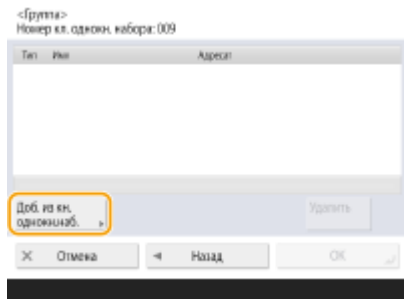 <Группа>
Номер кл. однокн. набора: 009
Тип Имя Адресат
Доб. из кн.
однокн.наб.
Удалить
Отмена
Назад
OK